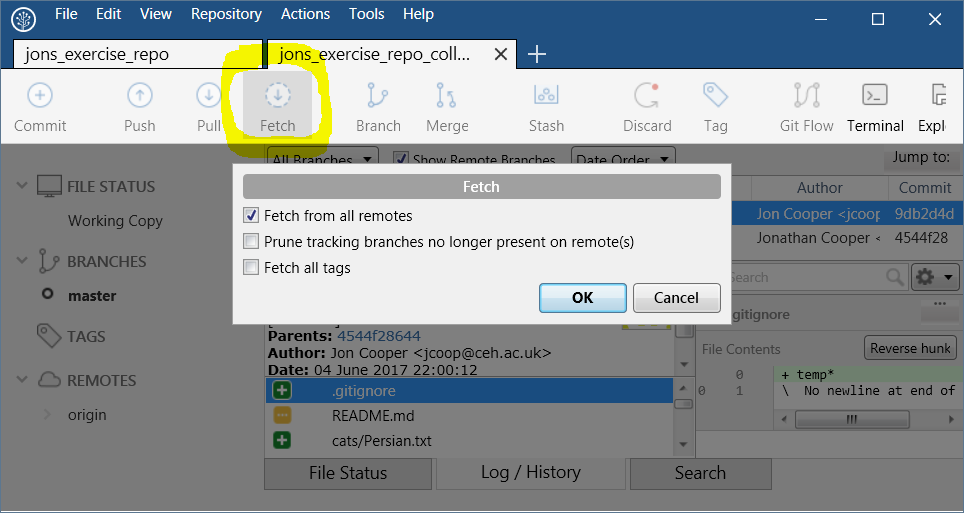 File Edit View Repository Actions Tools Help
jons_exercise_repo jons_exercise_repo_coll...
Commit Push Pull Fetch Branch Merge Stash Discard Tag Git Flow Terminal
All Branches Show Remote Branches Date Order Jump to:
Fetch
Fetch from all remotes
Prune tracking branches no longer present on remote(s)
Fetch all tags
OK Cancel
FILE STATUS
Working Copy
BRANCHES
master
TAGS
REMOTES
origin
Author Commit
Jon Cooper <jcoop 9db2d4d
Jonathan Cooper < 4544f28
Search
Parents: 4544f28644
Author: Jon Cooper <jcoop@ceh.ac.uk>
Date: 04 June 2017 22:00:12
.gitignore
README.md
cats/Persian.txt
gitignore
File Contents Reverse hunk
0 + temp*
0 1 \ No newline at end of
File Status Log / History Search